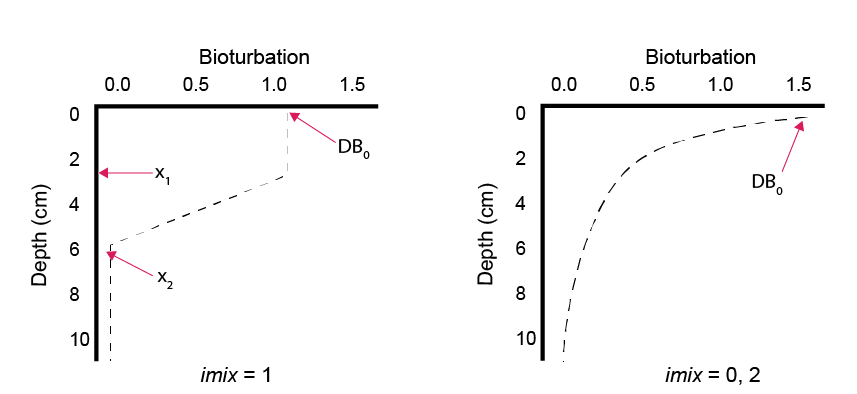 Bioturbation
0.0 0.5 1.0 1.5
0
2
4
6
8
10
Depth (cm)
DB0
x1
x2
imix = 1
Bioturbation
0.0 0.5 1.0 1.5
0
2
4
6
8
10
Depth (cm)
DB0
imix = 0, 2